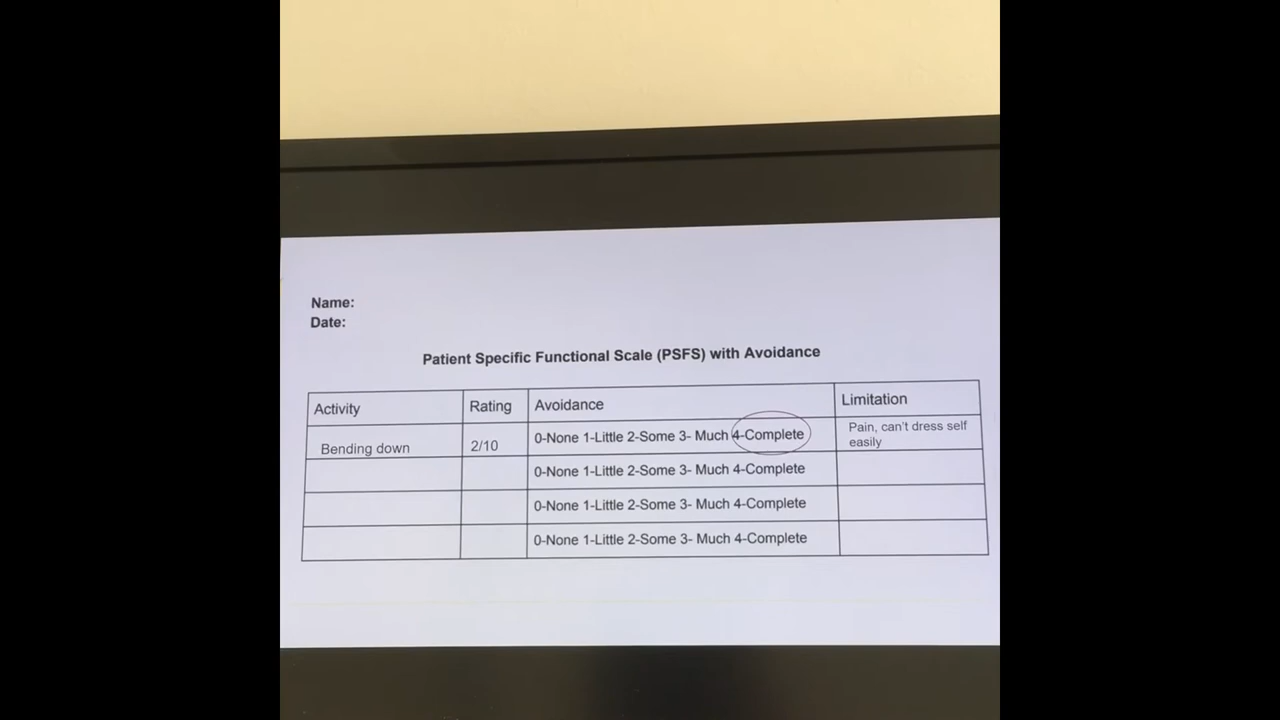 Name:
Date:
Patient Specific Functional Scale (PSFS) with Avoidance
Activity Rating Avoidance Limitation
Bending down 2/10 0-None 1-Little 2-Some 3- Much 4-Complete Pain, can't dress self
easily
0-None 1-Little 2-Some 3- Much 4-Complete
0-None 1-Little 2-Some 3- Much 4-Complete
0-None 1-Little 2-Some 3- Much 4-Complete